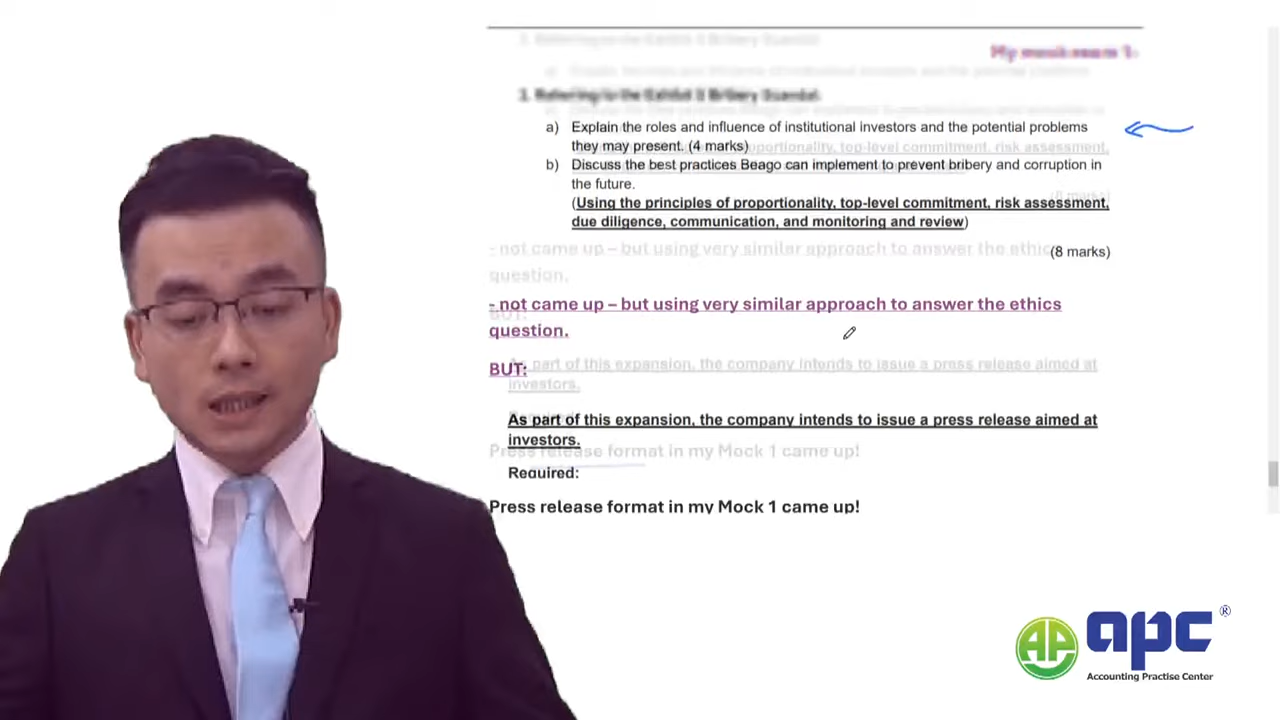 My mock exam 1
3. Referring to the Exhibit 3 Bribery Scandal
a) Explain the roles and influence of institutional investors and the potential problems
they may present. (4 marks)
b) Discuss the best practices Beago can implement to prevent bribery and corruption in
the future.
(Using the principles of proportionality, top-level commitment, risk assessment,
due diligence, communication, and monitoring and review)
(8 marks)
- not came up – but using very similar approach to answer the ethics
question.
BUT:
As part of this expansion, the company intends to issue a press release aimed at
investors.
Required:
Press release format in my Mock 1 came up!
AP apc ®
Accounting Practise Center